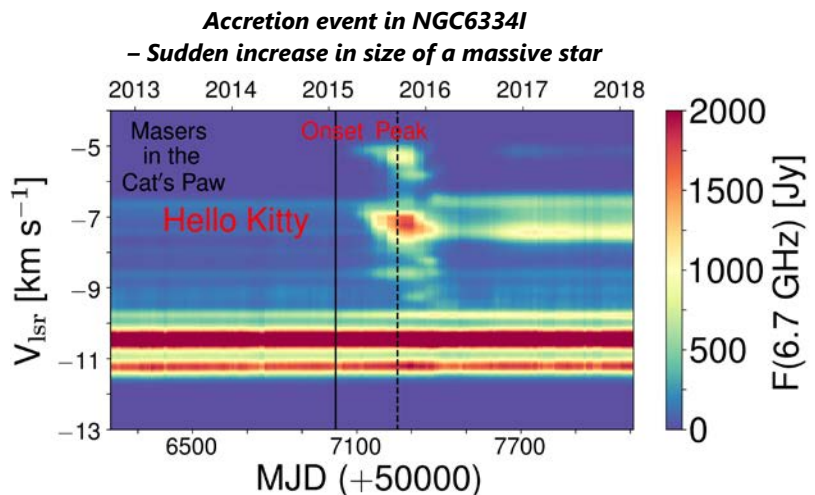 Accretion event in NGC6334I
– Sudden increase in size of a massive star
2013 2014 2015 2016 2017 2018
Masers
in the
Cat's Paw
Onset Peak
Hello Kitty
−5
−7
−9
−11
−13
V_lsr [km s⁻¹]
6500 7100 7700
MJD (+50000)
2000
1500
1000
500
0
F(6.7 GHz) [Jy]